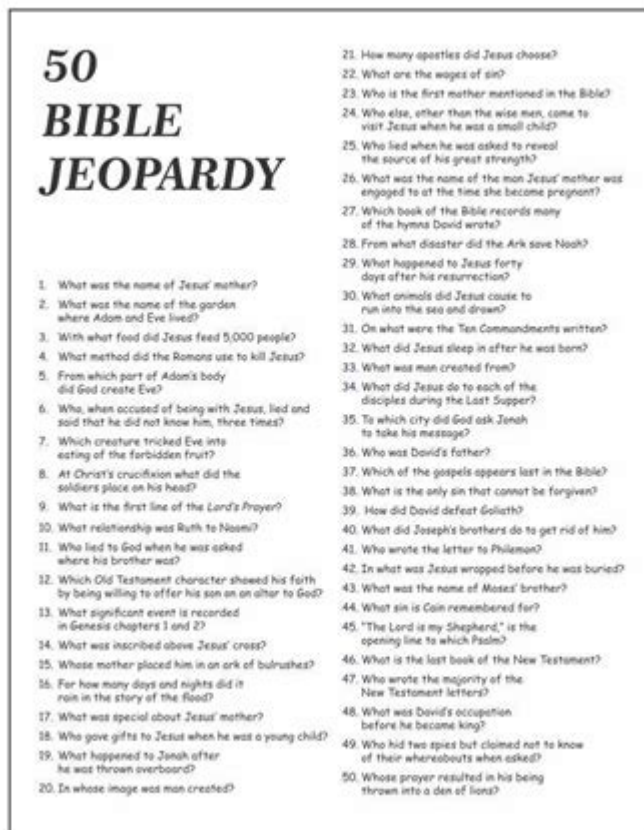 50
BIBLE
JEOPARDY
1. What was the name of Jesus' mother?
2. What was the name of the garden
where Adam and Eve lived?
3. With what food did Jesus feed 5,000 people?
4. What method did the Romans use to kill Jesus?
5. From which part of Adam's body
did God create Eve?
6. Who, when accused of being with Jesus, lied and
said that he did not know him, three times?
7. Which creature tricked Eve into
eating of the forbidden fruit?
8. At Christ's crucifixion what did the
soldiers place on his head?
9. What is the first line of the Lord's Prayer?
10. What relationship was Ruth to Naomi?
11. Who lied to God when he was asked
where his brother was?
12. Which Old Testament character showed his faith
by being willing to offer his son on an altar to God?
13. What significant event is recorded
in Genesis chapters 1 and 2?
14. What was inscribed above Jesus' cross?
15. Whose mother placed him in an ark of bulrushes?
16. For how many days and nights did it
rain in the story of the flood?
17. What was special about Jesus' mother?
18. Who gave gifts to Jesus when he was a young child?
19. What happened to Jonah after
he was thrown overboard?
20. In whose image was man created?
21. How many apostles did Jesus choose?
22. What are the wages of sin?
23. Who is the first mother mentioned in the Bible?
24. Who else, other than the wise men, came to
visit Jesus when he was a small child?
25. Who lied when he was asked to reveal
the source of his great strength?
26. What was the name of the man Jesus' mother was
engaged to at the time she became pregnant?
27. Which book of the Bible records many
of the hymns David wrote?
28. From what disaster did the Ark save Noah?
29. What happened to Jesus forty
days after his resurrection?
30. What animals did Jesus cause to
run into the sea and drown?
31. On what were the Ten Commandments written?
32. What did Jesus sleep in after he was born?
33. What was man created from?
34. What did Jesus do to each of the
disciples during the Last Supper?
35. To which city did God ask Jonah
to take his message?
36. Who was David's father?
37. Which of the gospels appears last in the Bible?
38. What is the only sin that cannot be forgiven?
39. How did David defeat Goliath?
40. What did Joseph's brothers do to get rid of him?
41. Who wrote the letter to Philemon?
42. In what was Jesus wrapped before he was buried?
43. What was the name of Moses' brother?
44. What sin is Cain remembered for?
45. "The Lord is my Shepherd," is the
opening line to which Psalm?
46. What is the last book of the New Testament?
47. Who wrote the majority of the
New Testament letters?
48. What was David's occupation
before he became king?
49. Who hid two spies but claimed not to know
of their whereabouts when asked?
50. Whose prayer resulted in his being
thrown into a den of lions?